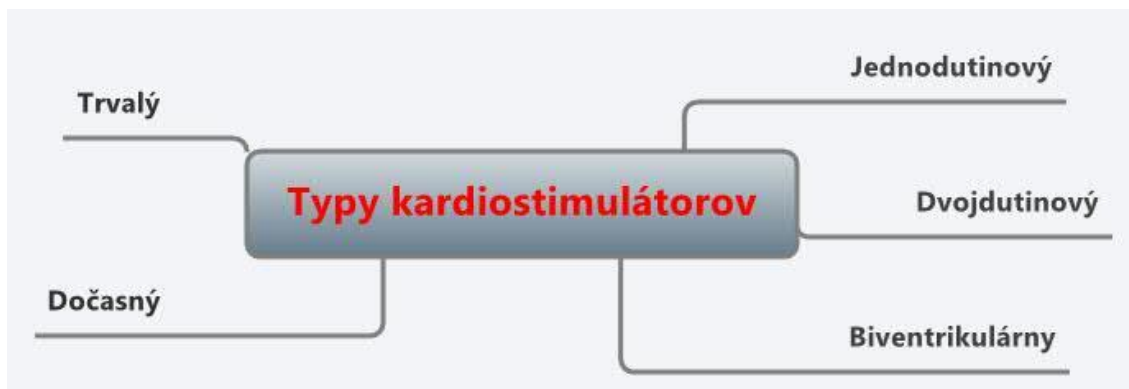 Jednodutinový
Trvalý
Typy kardiostimulátorov
Dvojdutinový
Dočasný
Biventrikulárny